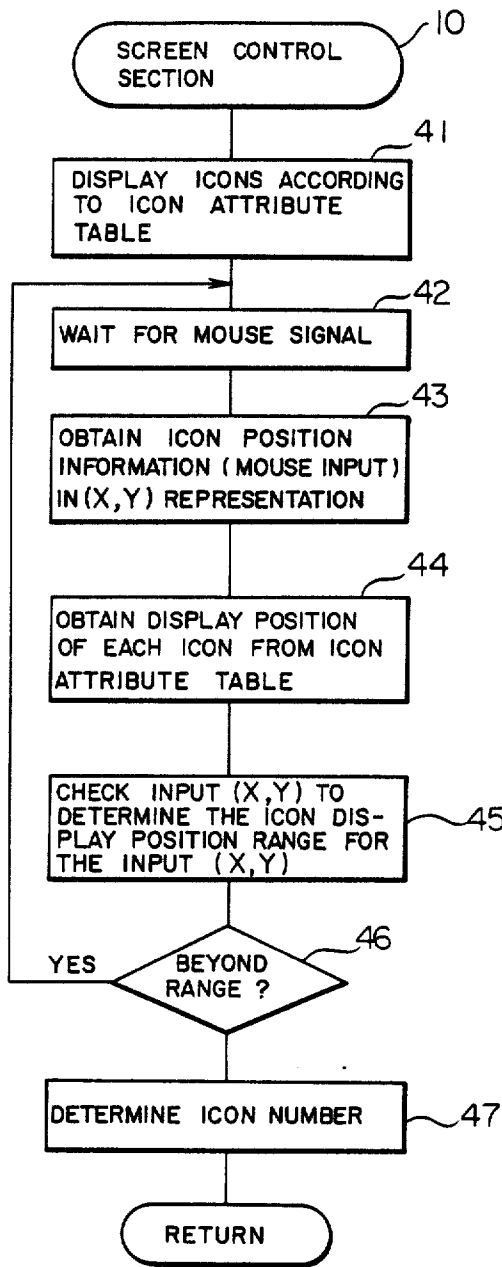 10
SCREEN CONTROL
SECTION
41
DISPLAY ICONS ACCORDING
TO ICON ATTRIBUTE
TABLE
42
WAIT FOR MOUSE SIGNAL
43
OBTAIN ICON POSITION
INFORMATION (MOUSE INPUT)
IN (X,Y) REPRESENTATION
44
OBTAIN DISPLAY POSITION
OF EACH ICON FROM ICON
ATTRIBUTE TABLE
CHECK INPUT (X,Y) TO
DETERMINE THE ICON DIS-
PLAY POSITION RANGE FOR
THE INPUT (X,Y)
45
46
YES
BEYOND
RANGE ?
DETERMINE ICON NUMBER
47
RETURN